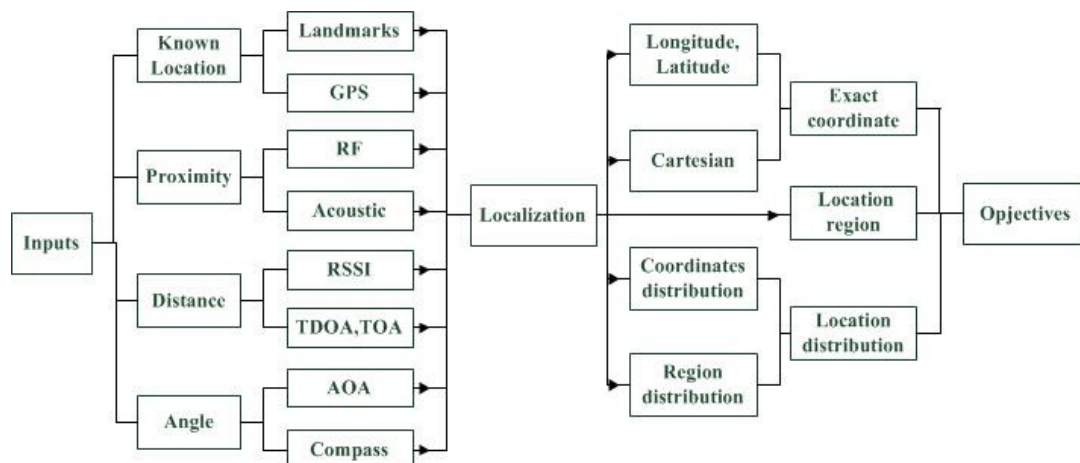 Inputs
Known
Location
Proximity
Distance
Angle
Landmarks
GPS
RF
Acoustic
RSSI
TDOA,TOA
AOA
Compass
Localization
Longitude,
Latitude
Cartesian
Coordinates
distribution
Region
distribution
Exact
coordinate
Location
region
Location
distribution
Opjectives